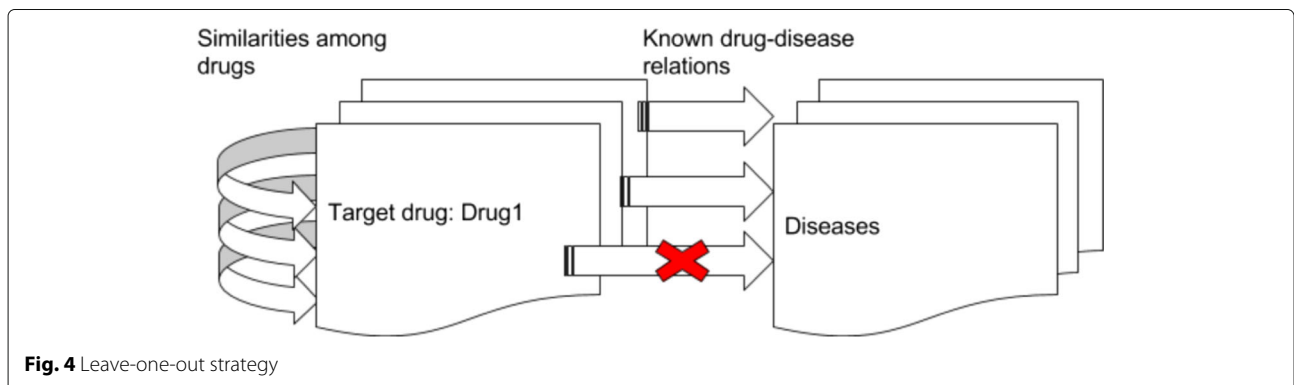 Similarities among
drugs
Known drug-disease
relations
Target drug: Drug1
Diseases
Fig. 4 Leave-one-out strategy